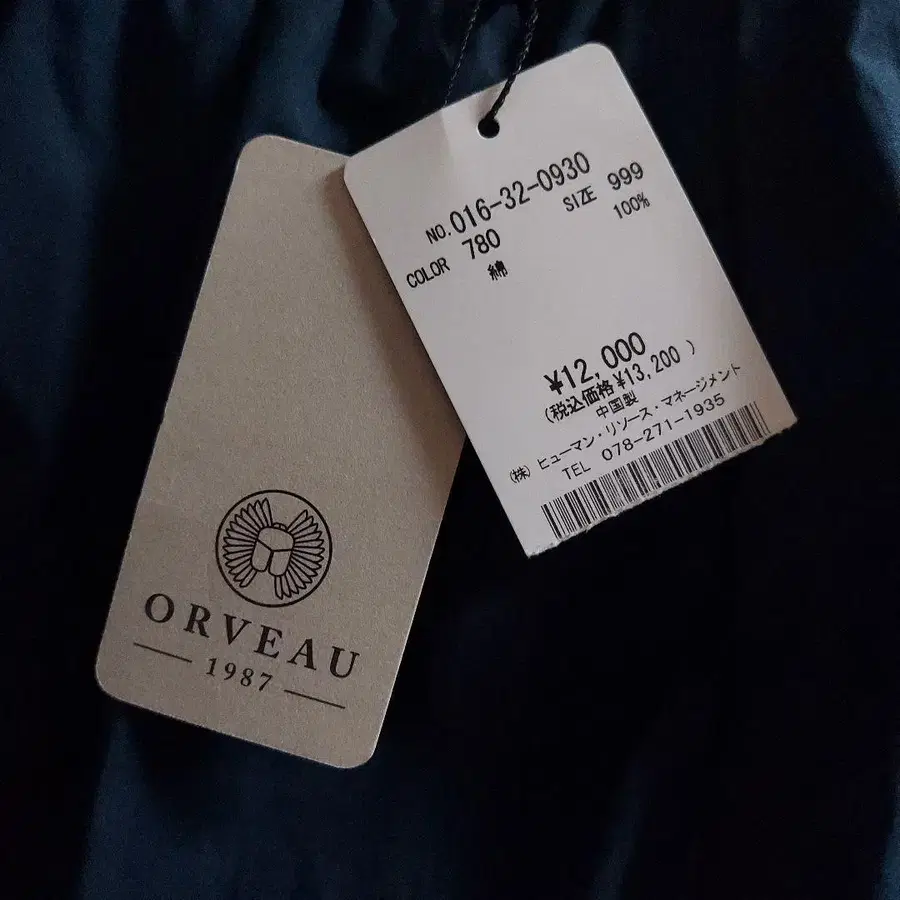 ORVEAU
1987
NO.016-32-0930
COLOR 780 SIZE 999
綿 100%
¥12,000
(税込価格¥13,200 )
中国製
(株) ヒューマン・リソース・マネージメント
TEL 078-271-1935